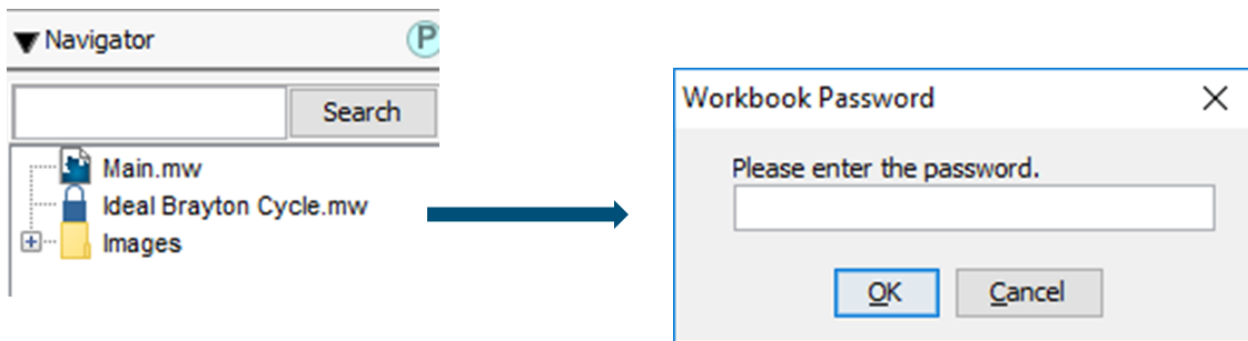 Navigator
P
Search
Main.mw
Ideal Brayton Cycle.mw
Images
Workbook Password
Please enter the password.
OK
Cancel